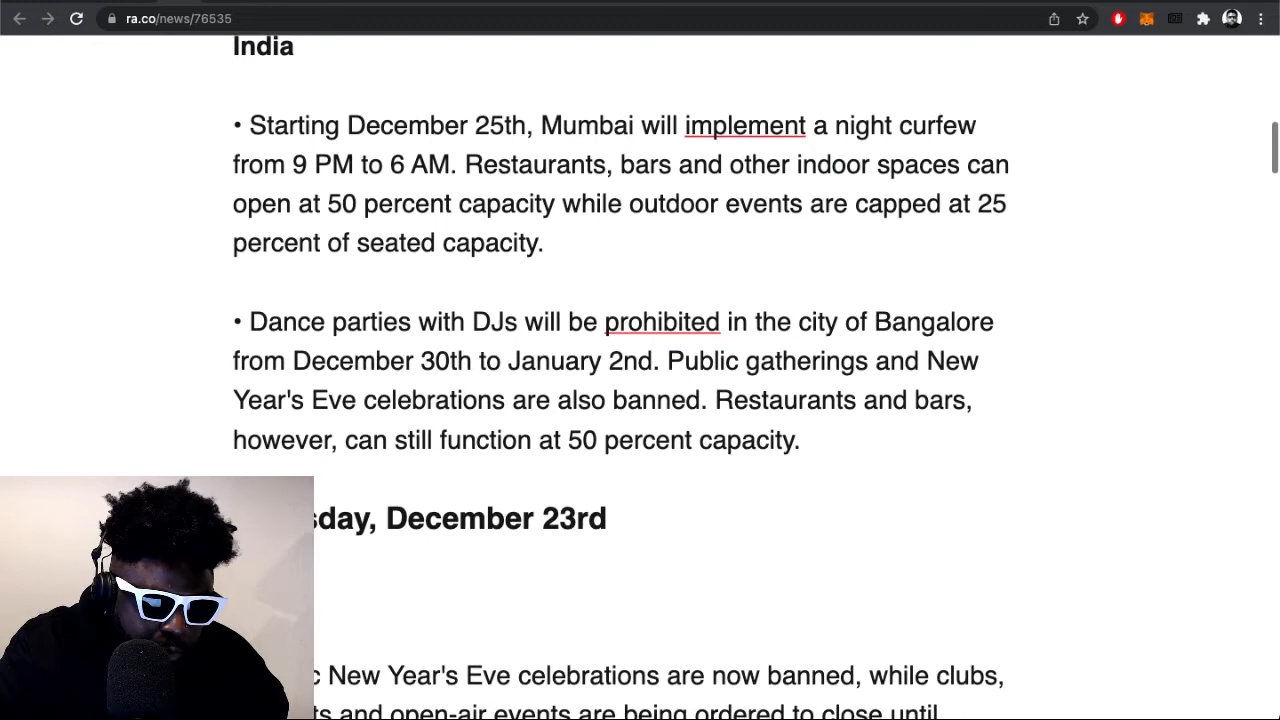 ra.co/news/76535
India
• Starting December 25th, Mumbai will implement a night curfew
from 9 PM to 6 AM. Restaurants, bars and other indoor spaces can
open at 50 percent capacity while outdoor events are capped at 25
percent of seated capacity.
• Dance parties with DJs will be prohibited in the city of Bangalore
from December 30th to January 2nd. Public gatherings and New
Year's Eve celebrations are also banned. Restaurants and bars,
however, can still function at 50 percent capacity.
sday, December 23rd
c New Year's Eve celebrations are now banned, while clubs,
ts and open-air events are being ordered to close until